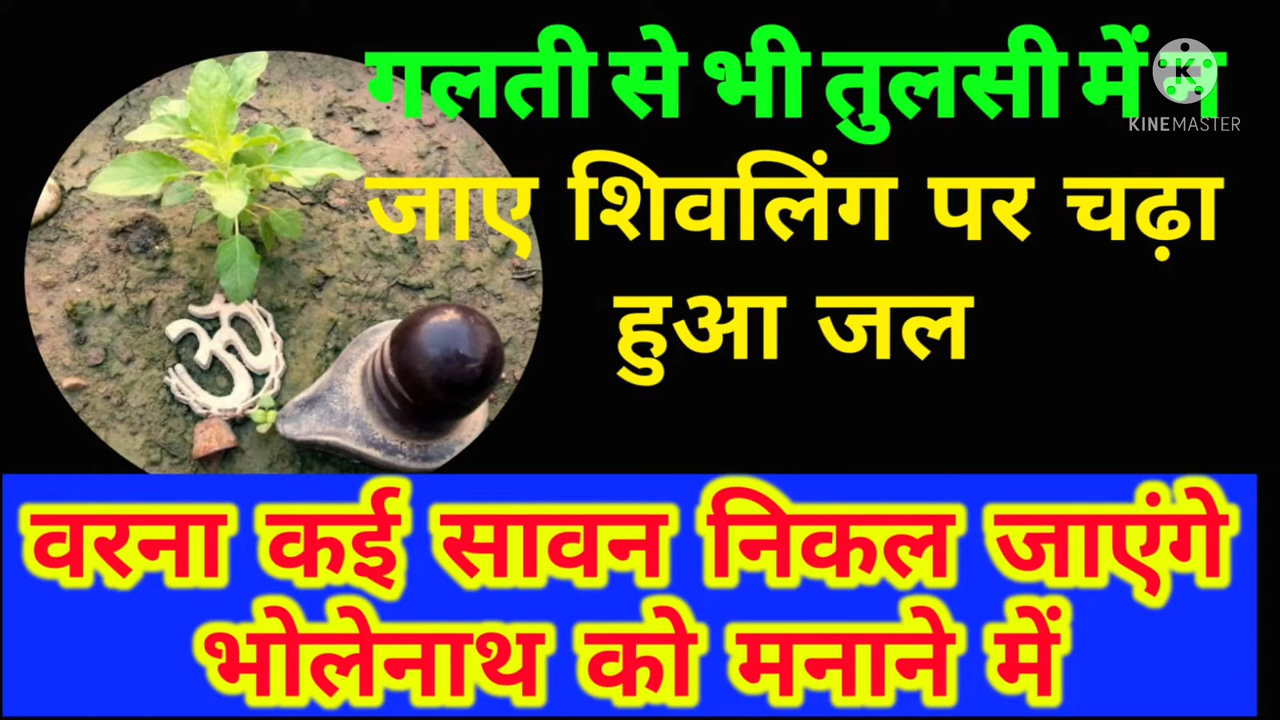 गलती से भी तुलसी में
जाए शिवलिंग पर चढ़ा
हुआ जल
वरना कई सावन निकल जाएंगे
भोलेनाथ को मनाने में
K
KINEMASTER